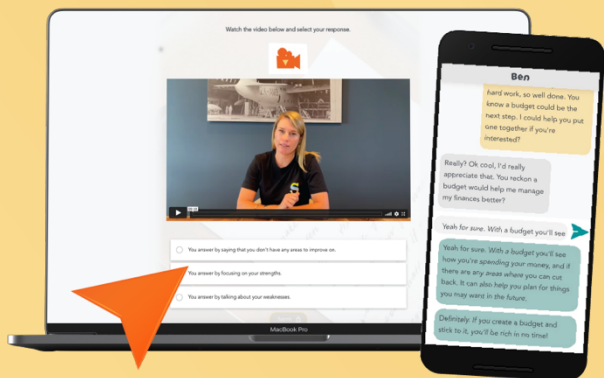 Watch the video below and select your response.
You answer by saying that you don't have any areas to improve on.
You answer by focusing on your strengths.
You answer by talking about your weaknesses
MacBook Pro
Ben
hard work, so well done. You
know a budget could be the
next step. I could help you put
one together if you're
interested?
Really? Ok cool, I'd really
appreciate that. You reckon a
budget would help me manage
my finances better?
Yeah for sure. With a budget you'll see
Yeah for sure. With a budget you'll see
how you're spending your money, and if
there are any areas where you can cut
back. It can also help you plan for things
you may want in the future.
Definitely. If you create a budget and
stick to it, you'll be rich in no time!